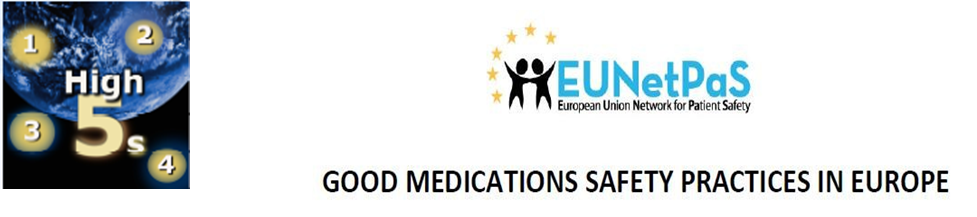 1
2
High
5s
3
4
EUNetPaS
European Union Network for Patient Safety
GOOD MEDICATIONS SAFETY PRACTICES IN EUROPE